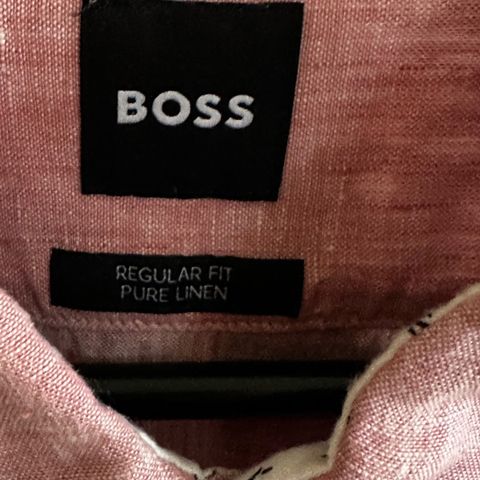 BOSS
REGULAR FIT
PURE LINEN